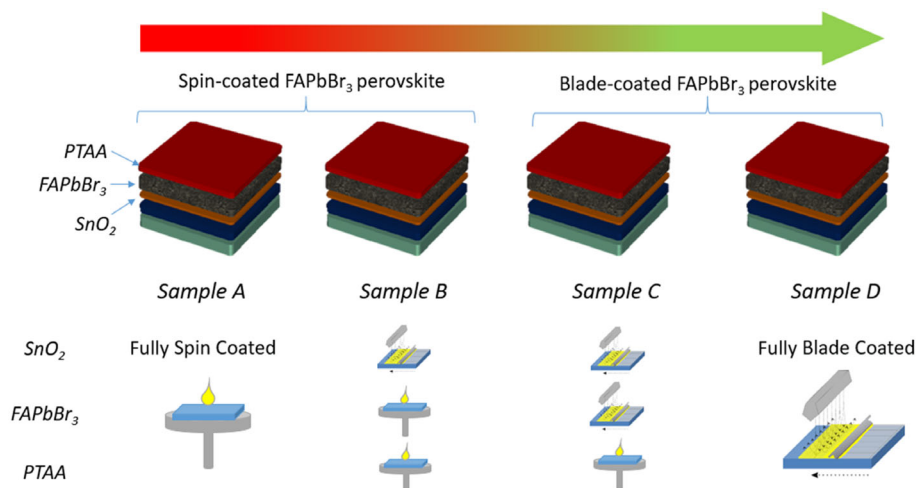 Spin-coated FAPbBr₃ perovskite
Blade-coated FAPbBr₃ perovskite
PTAA
FAPbBr₃
SnO₂
Sample A
Sample B
Sample C
Sample D
SnO₂
Fully Spin Coated
Fully Blade Coated
FAPbBr₃
PTAA